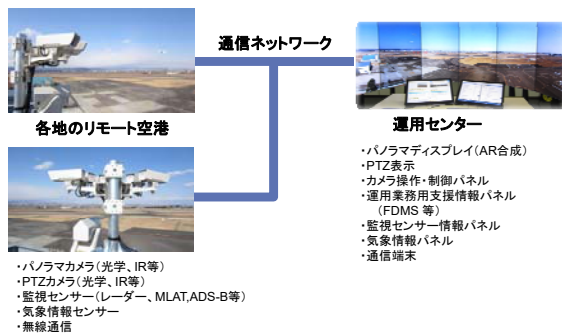 通信ネットワーク
各地のリモート空港
運用センター
・パノラマディスプレイ(AR合成)
・PTZ表示
・カメラ操作・制御パネル
・運用業務用支援情報パネル
(FDMS 等)
・監視センサー情報パネル
・気象情報パネル
・通信端末
・パノラマカメラ(光学、IR等)
・PTZカメラ(光学、IR等)
・監視センサー(レーダー、MLAT,ADS-B等)
・気象情報センサー
・無線通信